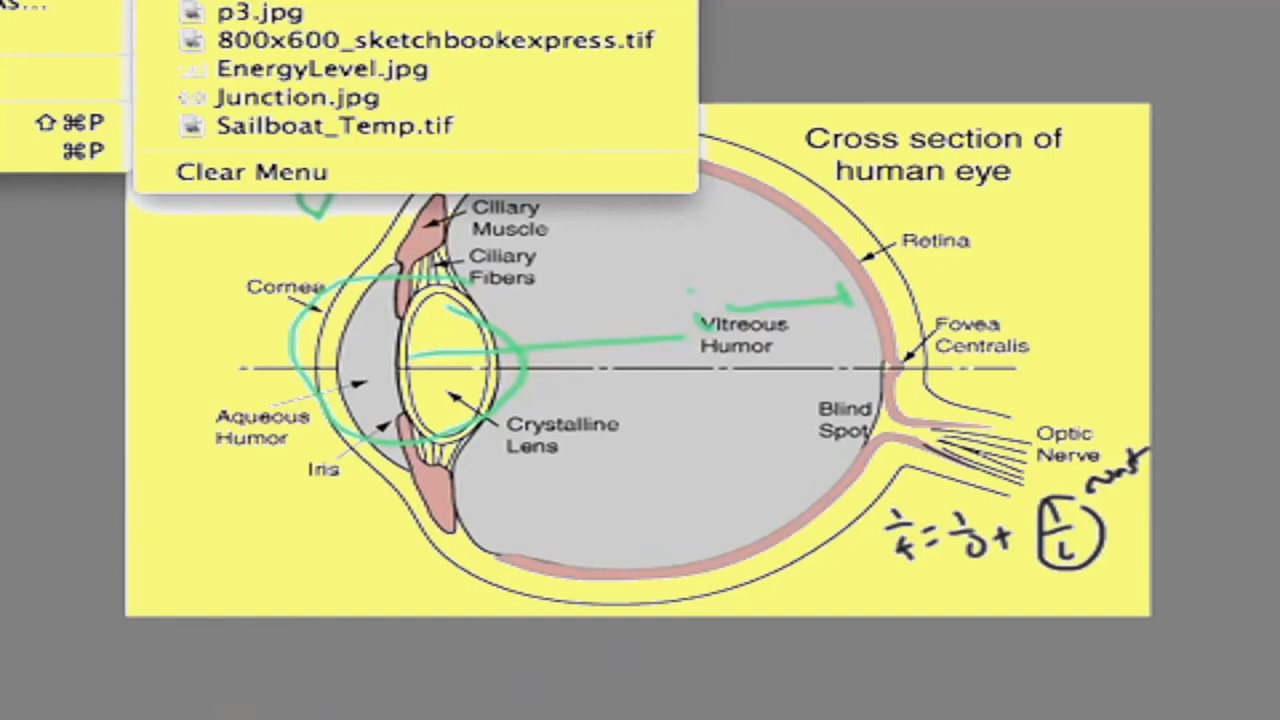 p3.jpg
800x600_sketchbookexpress.tif
EnergyLevel.jpg
Junction.jpg
Sailboat_Temp.tif
⇧⌘P
⌘P
Clear Menu
Cross section of
human eye
Ciliary
Muscle
Ciliary
Fibers
Retina
Cornea
Vitreous
Humor
Fovea
Centralis
Aqueous
Humor
Iris
Crystalline
Lens
Blind
Spot
Optic
Nerve